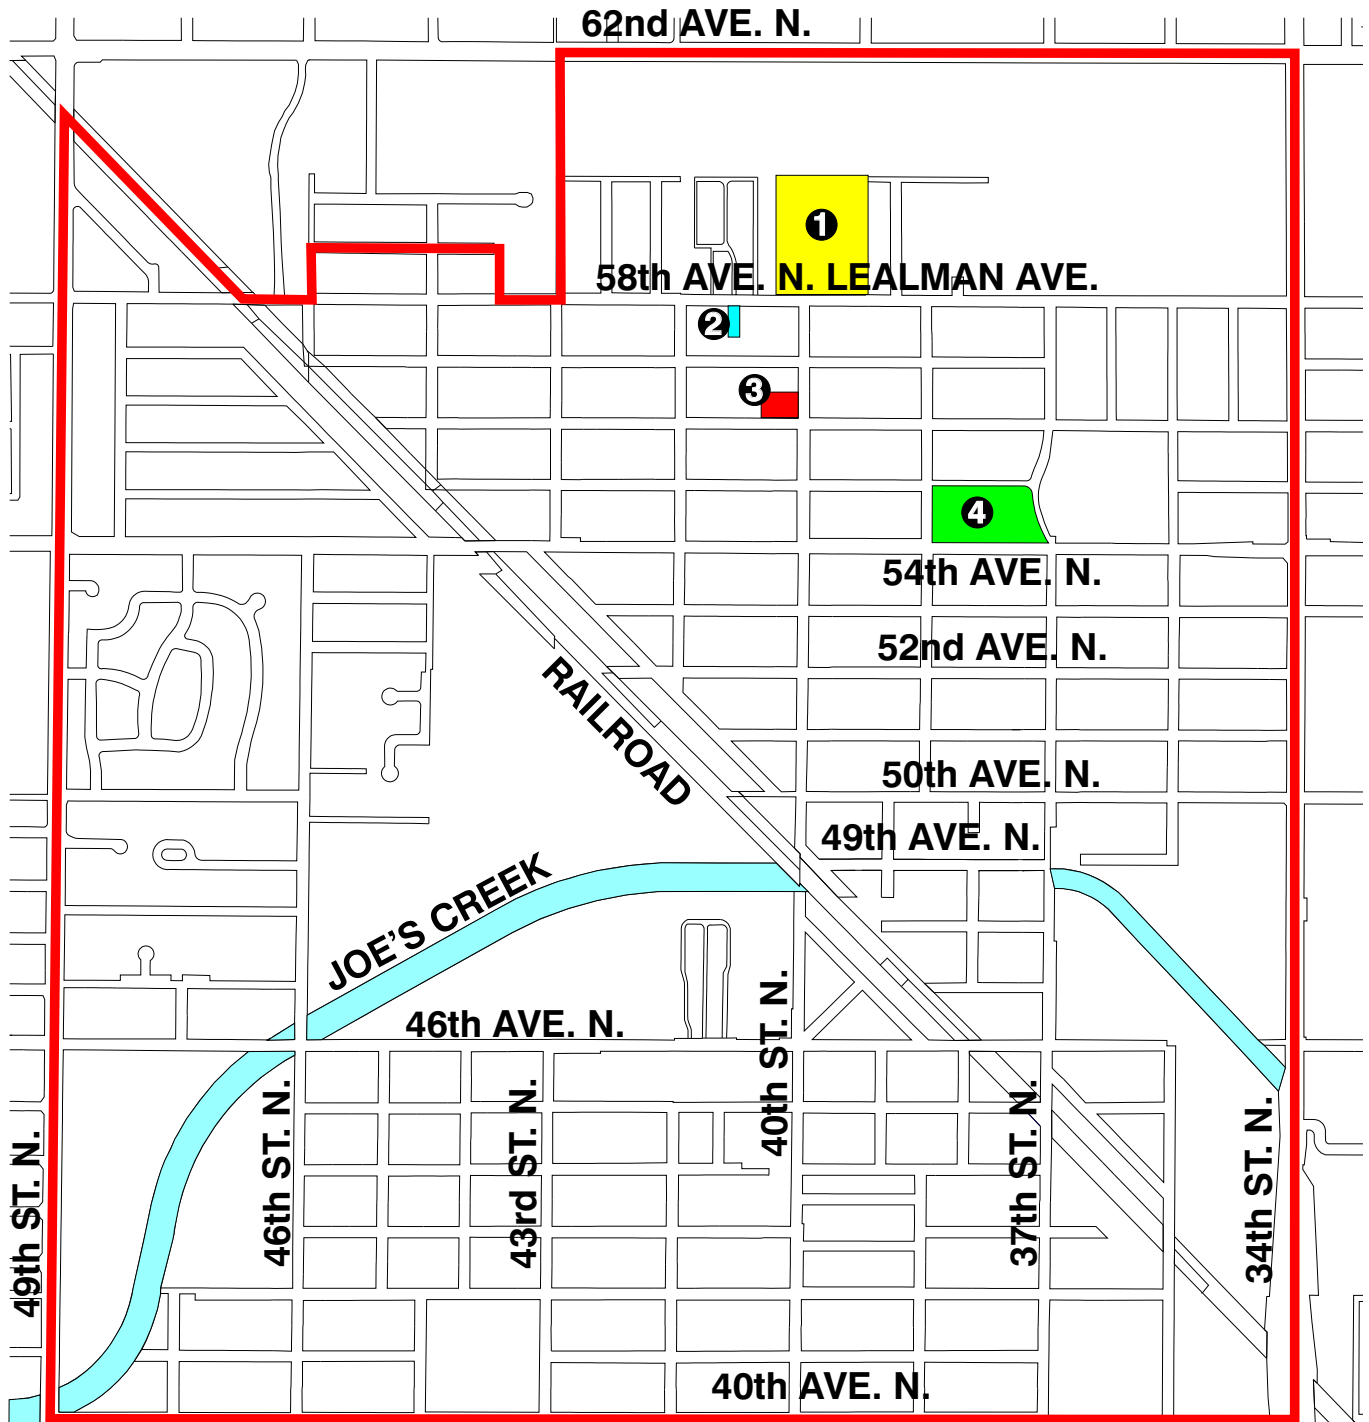 62nd AVE. N.
1
58th AVE. N. LEALMAN AVE.
2
3
4
54th AVE. N.
52nd AVE. N.
RAILROAD
50th AVE. N.
49th AVE. N.
JOE'S CREEK
46th AVE. N.
40th ST. N.
49th ST. N.
46th ST. N.
43rd ST. N.
37th ST. N.
34th ST. N.
40th AVE. N.